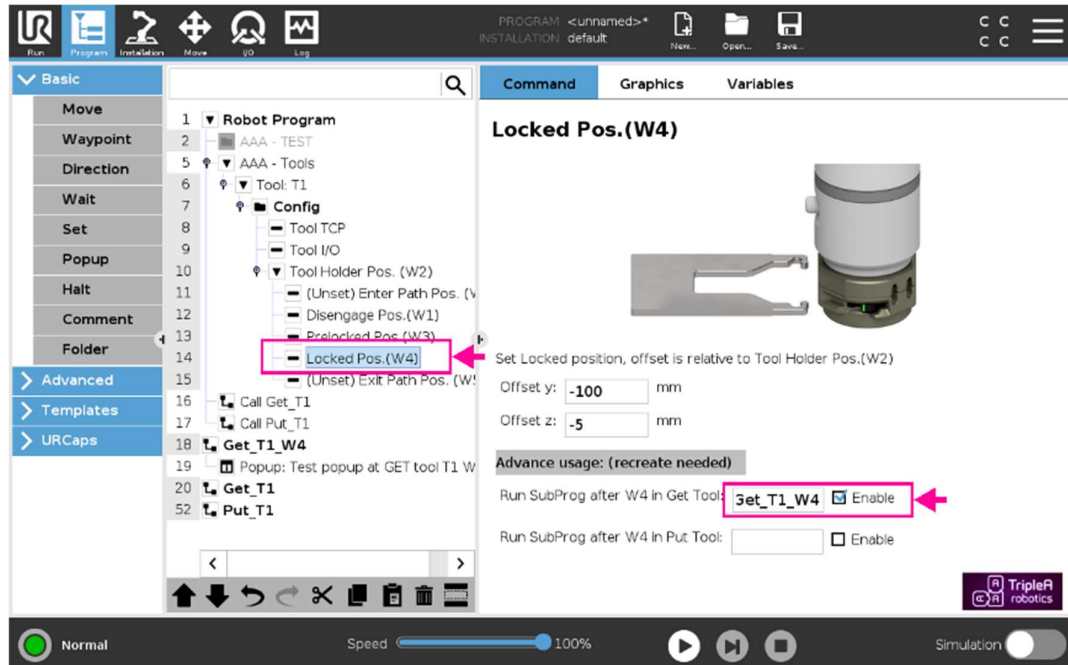 PROGRAM <unnamed>*
INSTALLATION default
Run
Program
Installation
Move
I/O
Log
New...
Open...
Save...
C C
C C
Basic
Move
Waypoint
Direction
Wait
Set
Popup
Halt
Comment
Folder
Advanced
Templates
URCaps
1 Robot Program
2 AAA - TEST
5 AAA - Tools
6 Tool: T1
7 Config
8 Tool TCP
9 Tool I/O
10 Tool Holder Pos. (W2)
11 (Unset) Enter Path Pos. (V
12 Disengage Pos.(W1)
13 Prelocked Pos.(W3)
14 Locked Pos.(W4)
15 (Unset) Exit Path Pos. (W5
16 Call Get_T1
17 Call Put_T1
18 Get_T1_W4
19 Popup: Test popup at GET tool T1 W
20 Get_T1
52 Put_T1
Command Graphics Variables
Locked Pos.(W4)
Set Locked position, offset is relative to Tool Holder Pos.(W2)
Offset y: -100 mm
Offset z: -5 mm
Advance usage: (recreate needed)
Run SubProg after W4 in Get Tool: Get_T1_W4 Enable
Run SubProg after W4 in Put Tool: Enable
TripleA
robotics
Normal
Speed 100%
Simulation